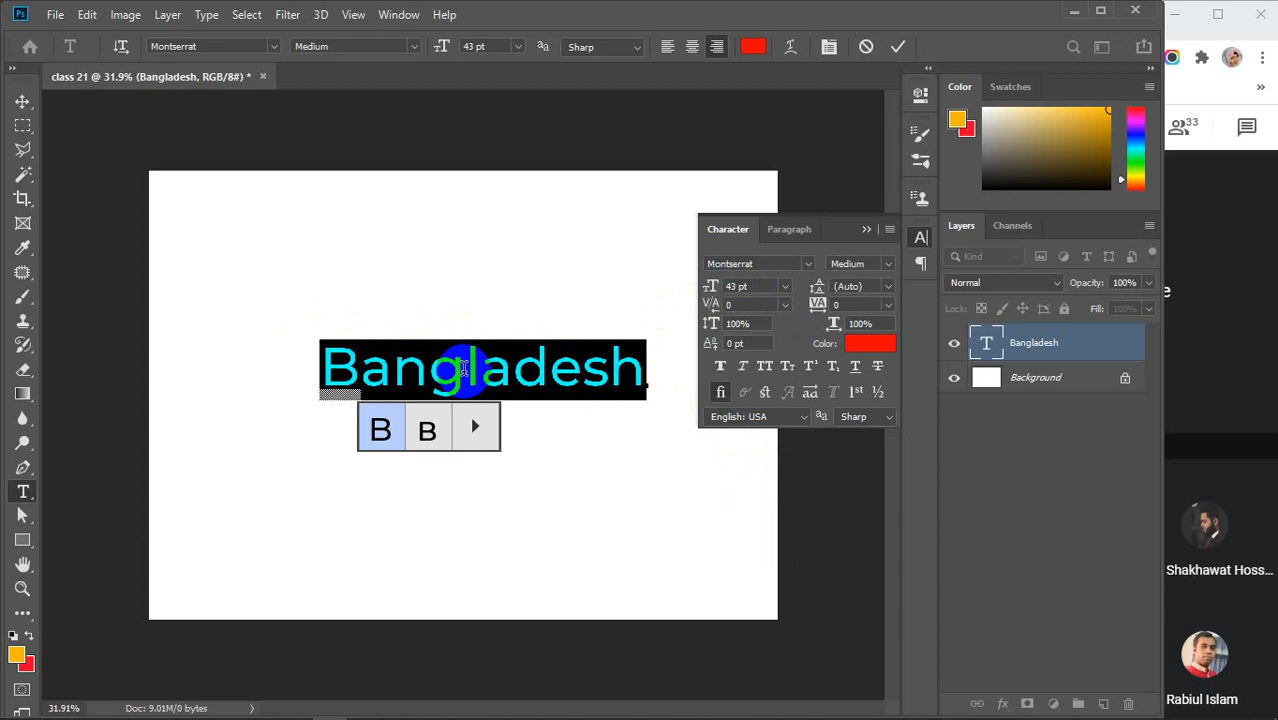 Ps File Edit Image Layer Type Select Filter 3D View Window Help
T Montserrat Medium 43 pt Sharp
class 21 @ 31.9% (Bangladesh, RGB/8#) *
Color Swatches
33
Character Paragraph
Montserrat Medium
43 pt (Auto)
0 0
100% 100%
0 pt Color:
fi st A aa T 1st ½
English: USA Sharp
Layers Channels
Kind
Normal Opacity: 100%
Lock: Fill: 100%
Bangladesh
Background
Bangladesh
B B
e
Shakhawat Hoss...
Rabiul Islam
31.91% Doc: 9.01M/0 bytes